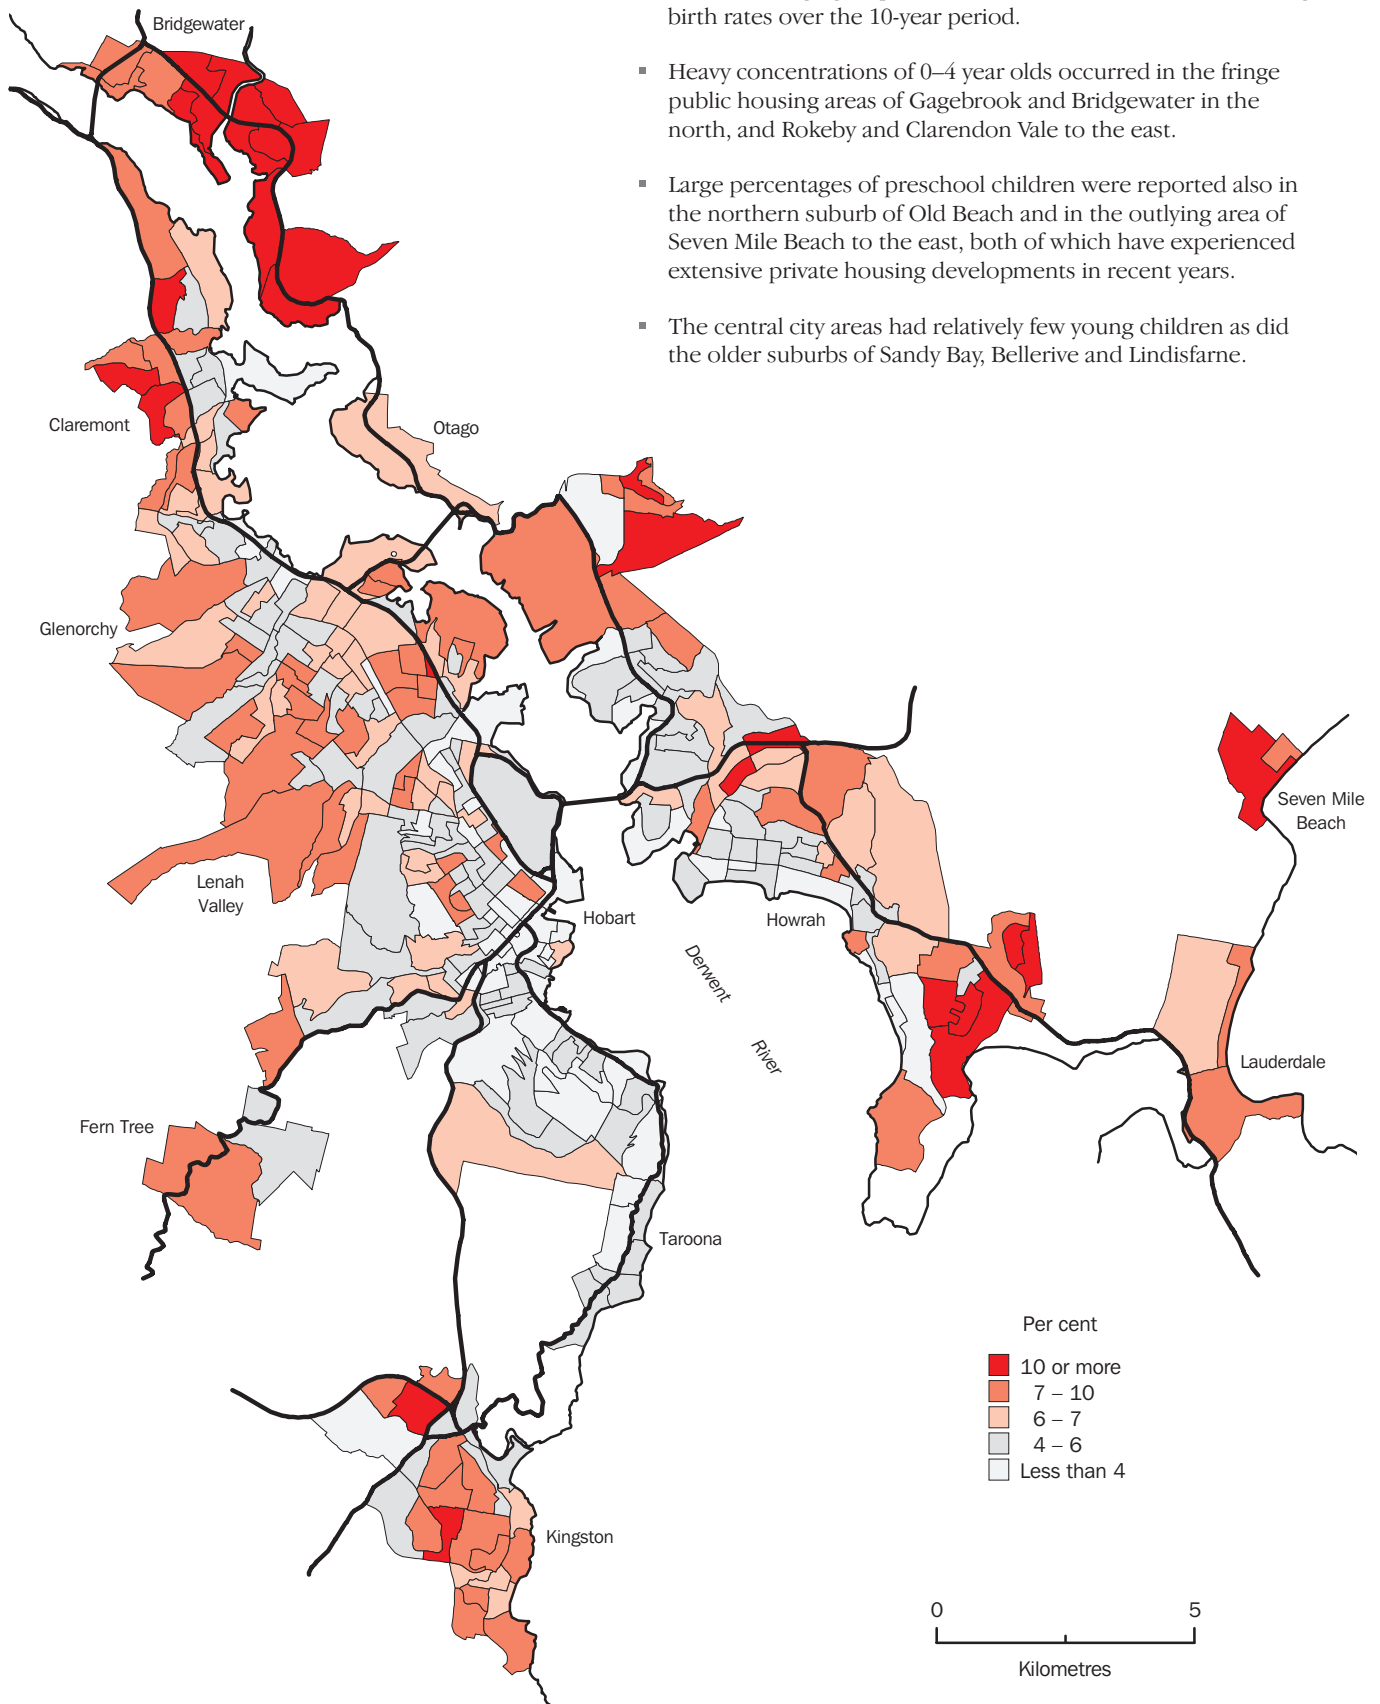 birth rates over the 10-year period.
▪ Heavy concentrations of 0–4 year olds occurred in the fringe
public housing areas of Gagebrook and Bridgewater in the
north, and Rokeby and Clarendon Vale to the east.
▪ Large percentages of preschool children were reported also in
the northern suburb of Old Beach and in the outlying area of
Seven Mile Beach to the east, both of which have experienced
extensive private housing developments in recent years.
▪ The central city areas had relatively few young children as did
the older suburbs of Sandy Bay, Bellerive and Lindisfarne.
Bridgewater
Claremont
Otago
Glenorchy
Seven Mile
Beach
Lenah
Valley
Hobart
Howrah
Derwent
River
Lauderdale
Fern Tree
Taroona
Kingston
Per cent
10 or more
7 – 10
6 – 7
4 – 6
Less than 4
0 5
Kilometres